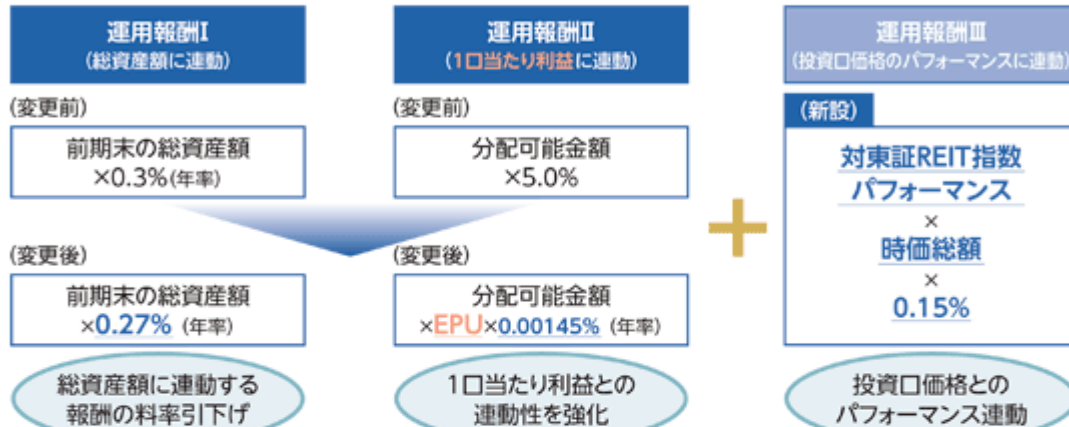 運用報酬Ⅰ
(総資産額に連動)
(変更前)
前期末の総資産額
×0.3%(年率)
(変更後)
前期末の総資産額
×0.27% (年率)
総資産額に連動する
報酬の料率引下げ
運用報酬Ⅱ
(1口当たり利益に連動)
(変更前)
分配可能金額
×5.0%
(変更後)
分配可能金額
×EPU×0.00145% (年率)
1口当たり利益との
連動性を強化
+
運用報酬Ⅲ
(投資口価格のパフォーマンスに連動)
(新設)
対東証REIT指数
パフォーマンス
×
時価総額
×
0.15%
投資口価格との
パフォーマンス連動